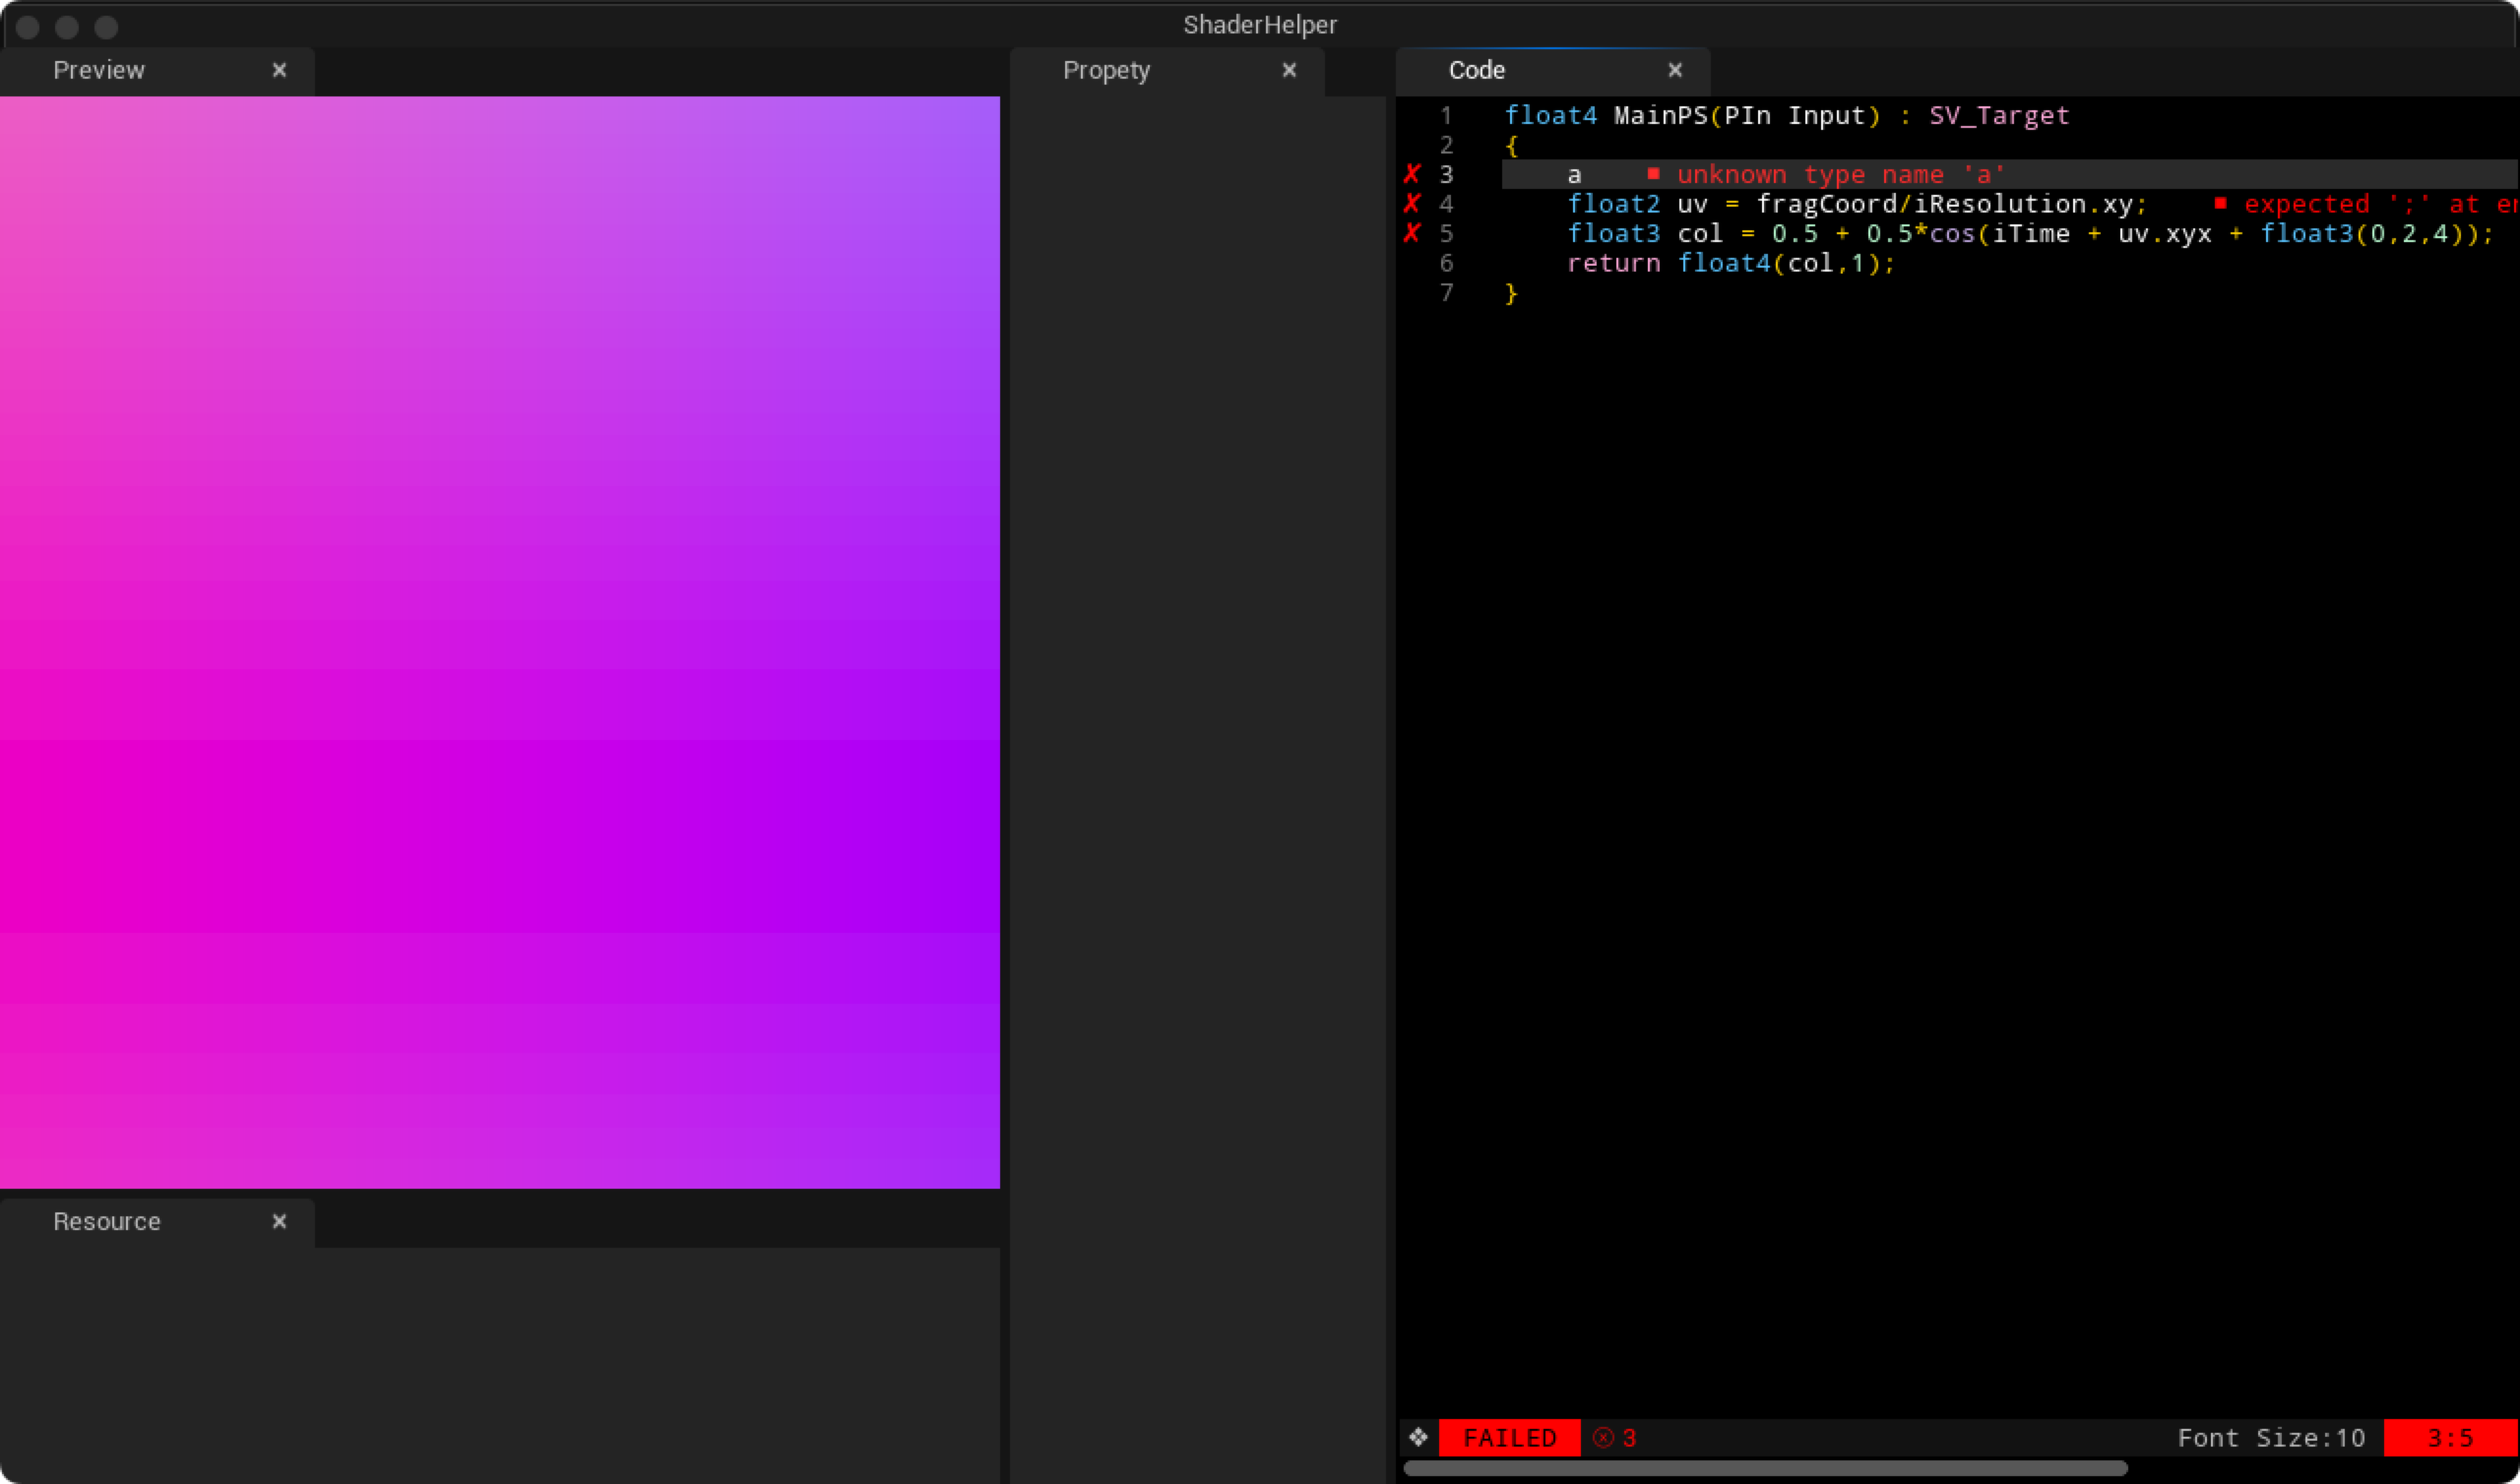 ShaderHelper
Preview
Propety
Code
1 float4 MainPS(PIn Input) : SV_Target
2 {
3 a ■ unknown type name 'a'
4 float2 uv = fragCoord/iResolution.xy; ■ expected ';' at
5 float3 col = 0.5 + 0.5*cos(iTime + uv.xyx + float3(0,2,4));
6 return float4(col,1);
7 }
Resource
FAILED 3 Font Size:10 3:5